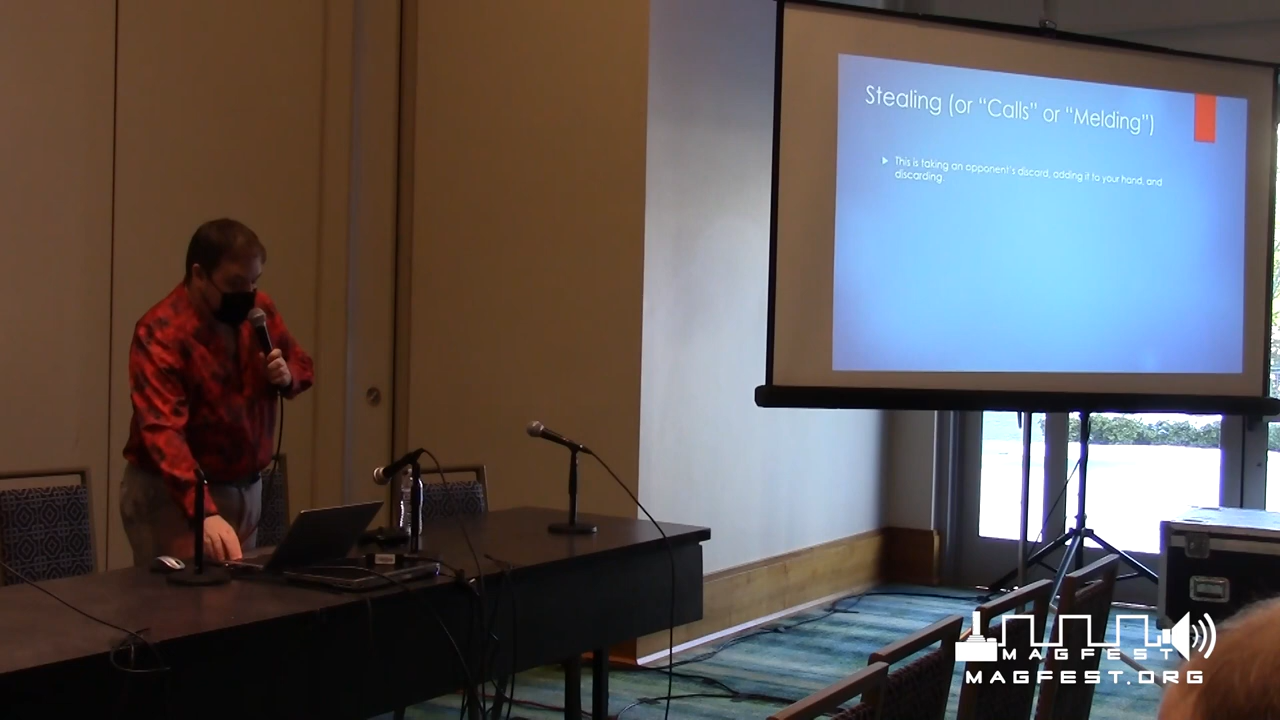 Stealing (or “Calls” or “Melding”)
This is taking an opponent’s discard, adding it to your hand, and
discarding
MAGFEST
MAGFEST.ORG